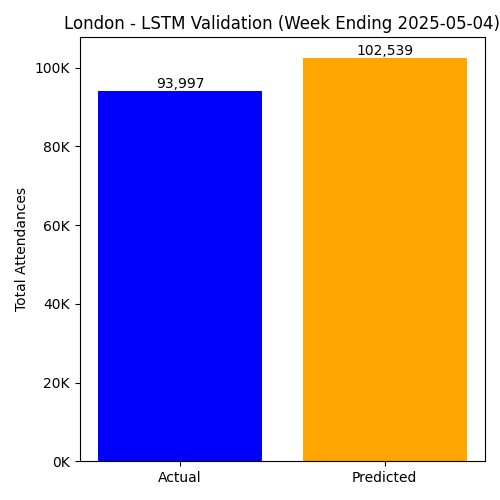 London - LSTM Validation (Week Ending 2025-05-04)
102,539
93,997
100K
80K
60K
40K
20K
0K
Total Attendances
Actual
Predicted